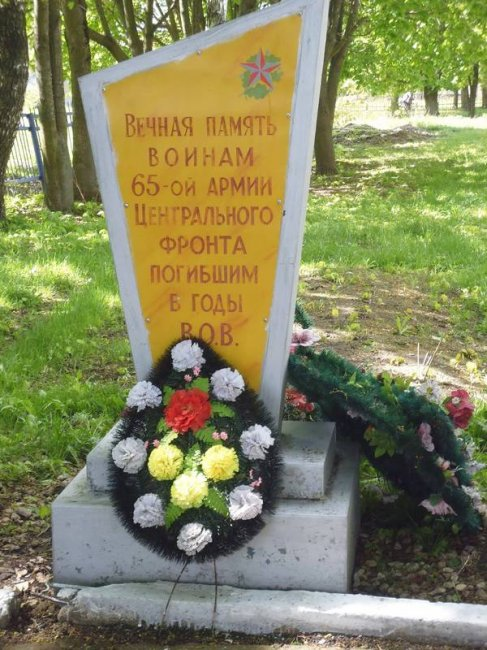 Вечная память
воинам
65-ой армии
Центрального
фронта
погибшим
в годы
В.О.В.